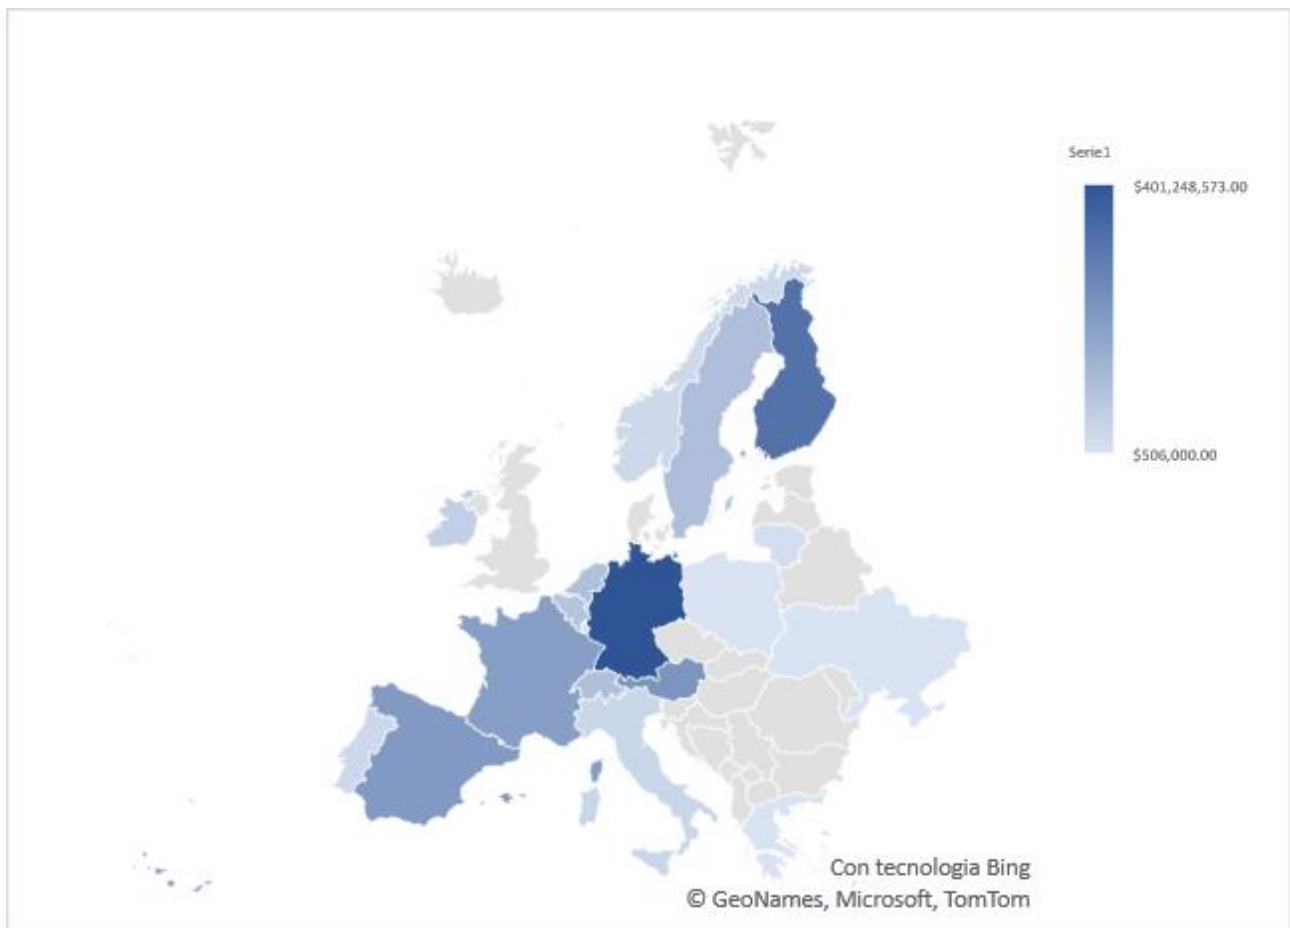 Serie1
$401,248,573.00
$506,000.00
Con tecnologia Bing
© GeoNames, Microsoft, TomTom